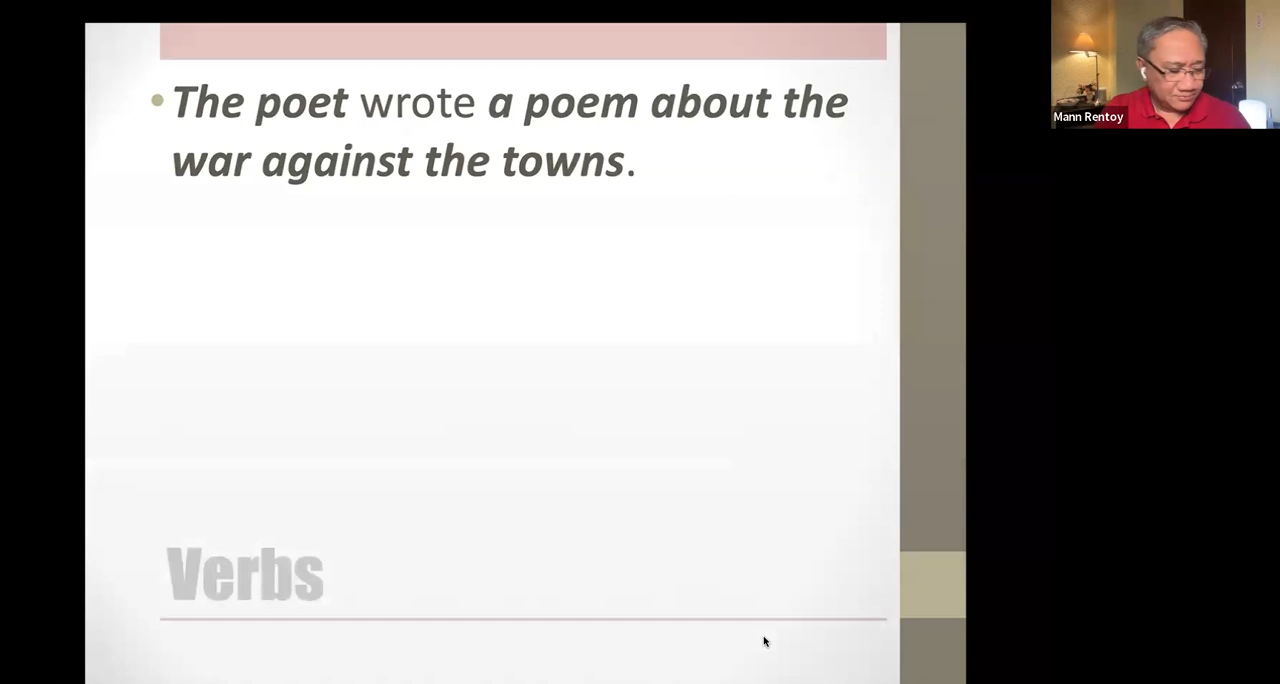 • The poet wrote a poem about the
war against the towns.
Verbs
Mann Rentoy